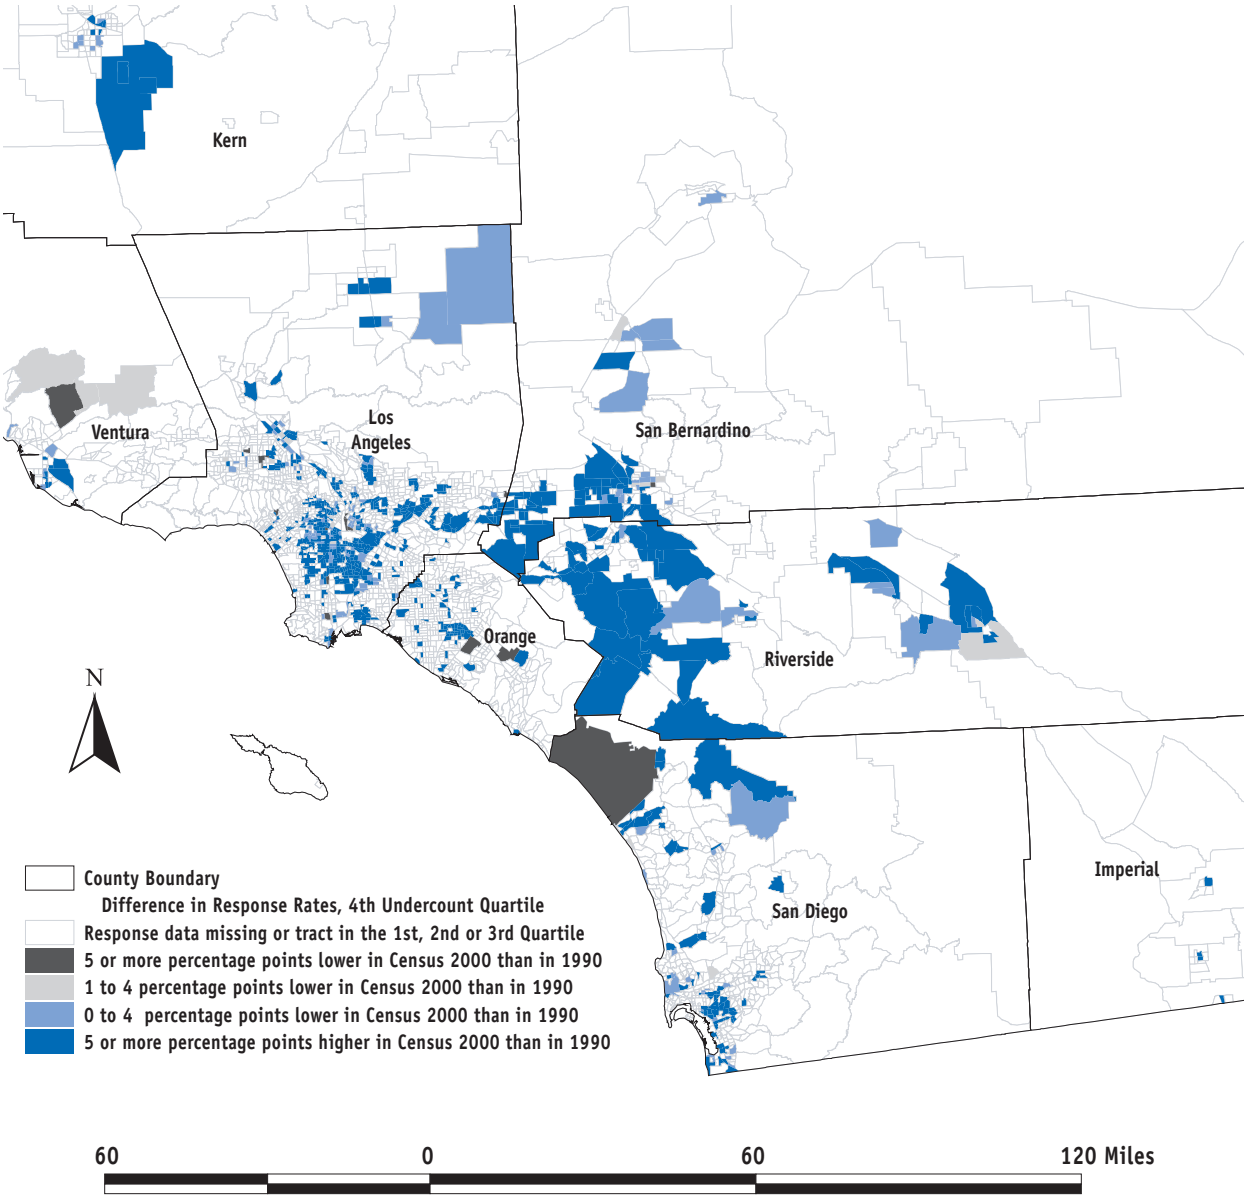 Kern
Los
Angeles
San Bernardino
Ventura
Orange
Riverside
N
Imperial
San Diego
County Boundary
Difference in Response Rates, 4th Undercount Quartile
Response data missing or tract in the 1st, 2nd or 3rd Quartile
5 or more percentage points lower in Census 2000 than in 1990
1 to 4 percentage points lower in Census 2000 than in 1990
0 to 4 percentage points lower in Census 2000 than in 1990
5 or more percentage points higher in Census 2000 than in 1990
60 0 60 120 Miles